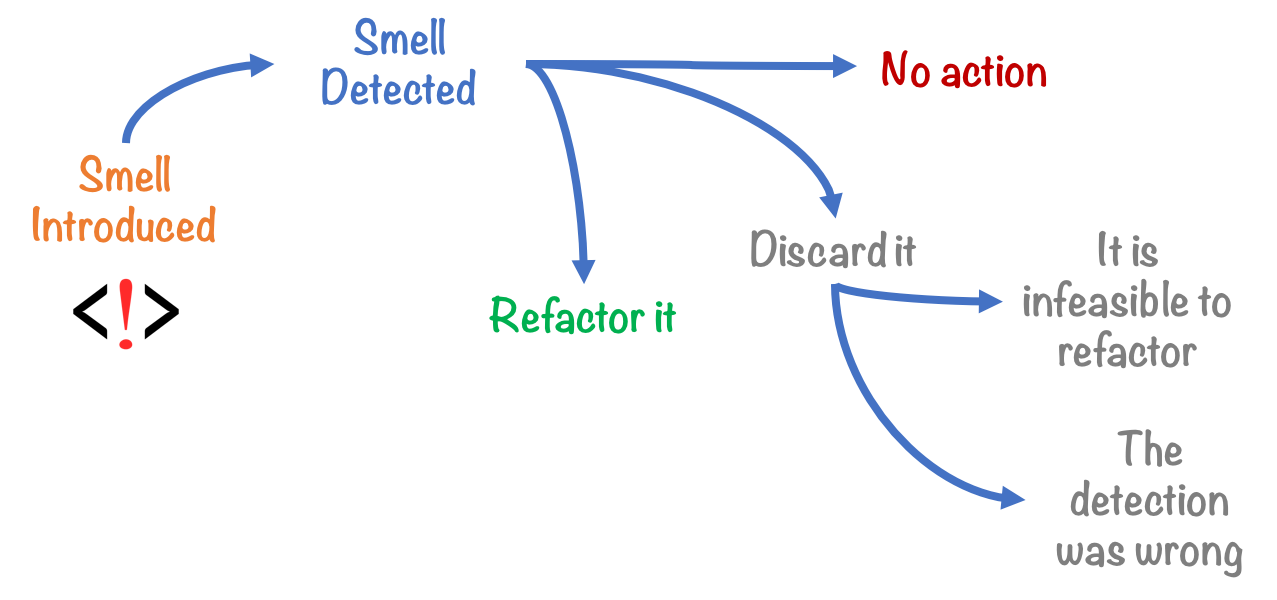 Smell
Detected
No action
Smell
Introduced
<!>
Refactor it
Discard it
It is
infeasible to
refactor
The
detection
was wrong